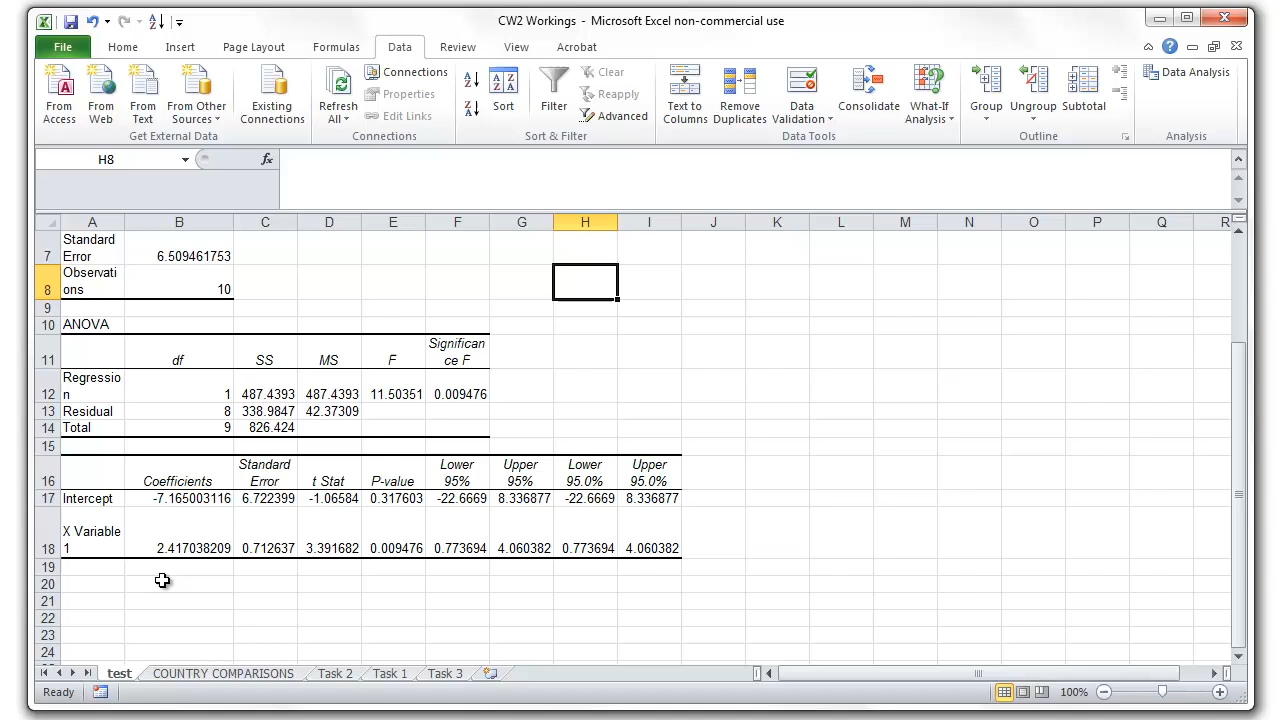 CW2 Workings - Microsoft Excel non-commercial use
File Home Insert Page Layout Formulas Data Review View Acrobat
From Access
From Web
From Text
From Other Sources
Existing Connections
Get External Data
Refresh All
Connections
Properties
Edit Links
Connections
Sort
Filter
Clear
Reapply
Advanced
Sort & Filter
Text to Columns
Remove Duplicates
Data Validation
Consolidate
What-If Analysis
Data Tools
Group
Ungroup
Subtotal
Outline
Data Analysis
Analysis
H8 fx
A B C D E F G H I J K L M N O P Q R
Standard
7 Error 6.509461753
Observati
8 ons 10
9
10 ANOVA
Significan
11 df SS MS F ce F
Regressio
12 n 1 487.4393 487.4393 11.50351 0.009476
13 Residual 8 338.9847 42.37309
14 Total 9 826.424
15
Standard Lower Upper Lower Upper
16 Coefficients Error t Stat P-value 95% 95% 95.0% 95.0%
17 Intercept -7.165003116 6.722399 -1.06584 0.317603 -22.6669 8.336877 -22.6669 8.336877
X Variable
18 1 2.417038209 0.712637 3.391682 0.009476 0.773694 4.060382 0.773694 4.060382
19
20
21
22
23
24
test COUNTRY COMPARISONS Task 2 Task 1 Task 3
Ready 100%